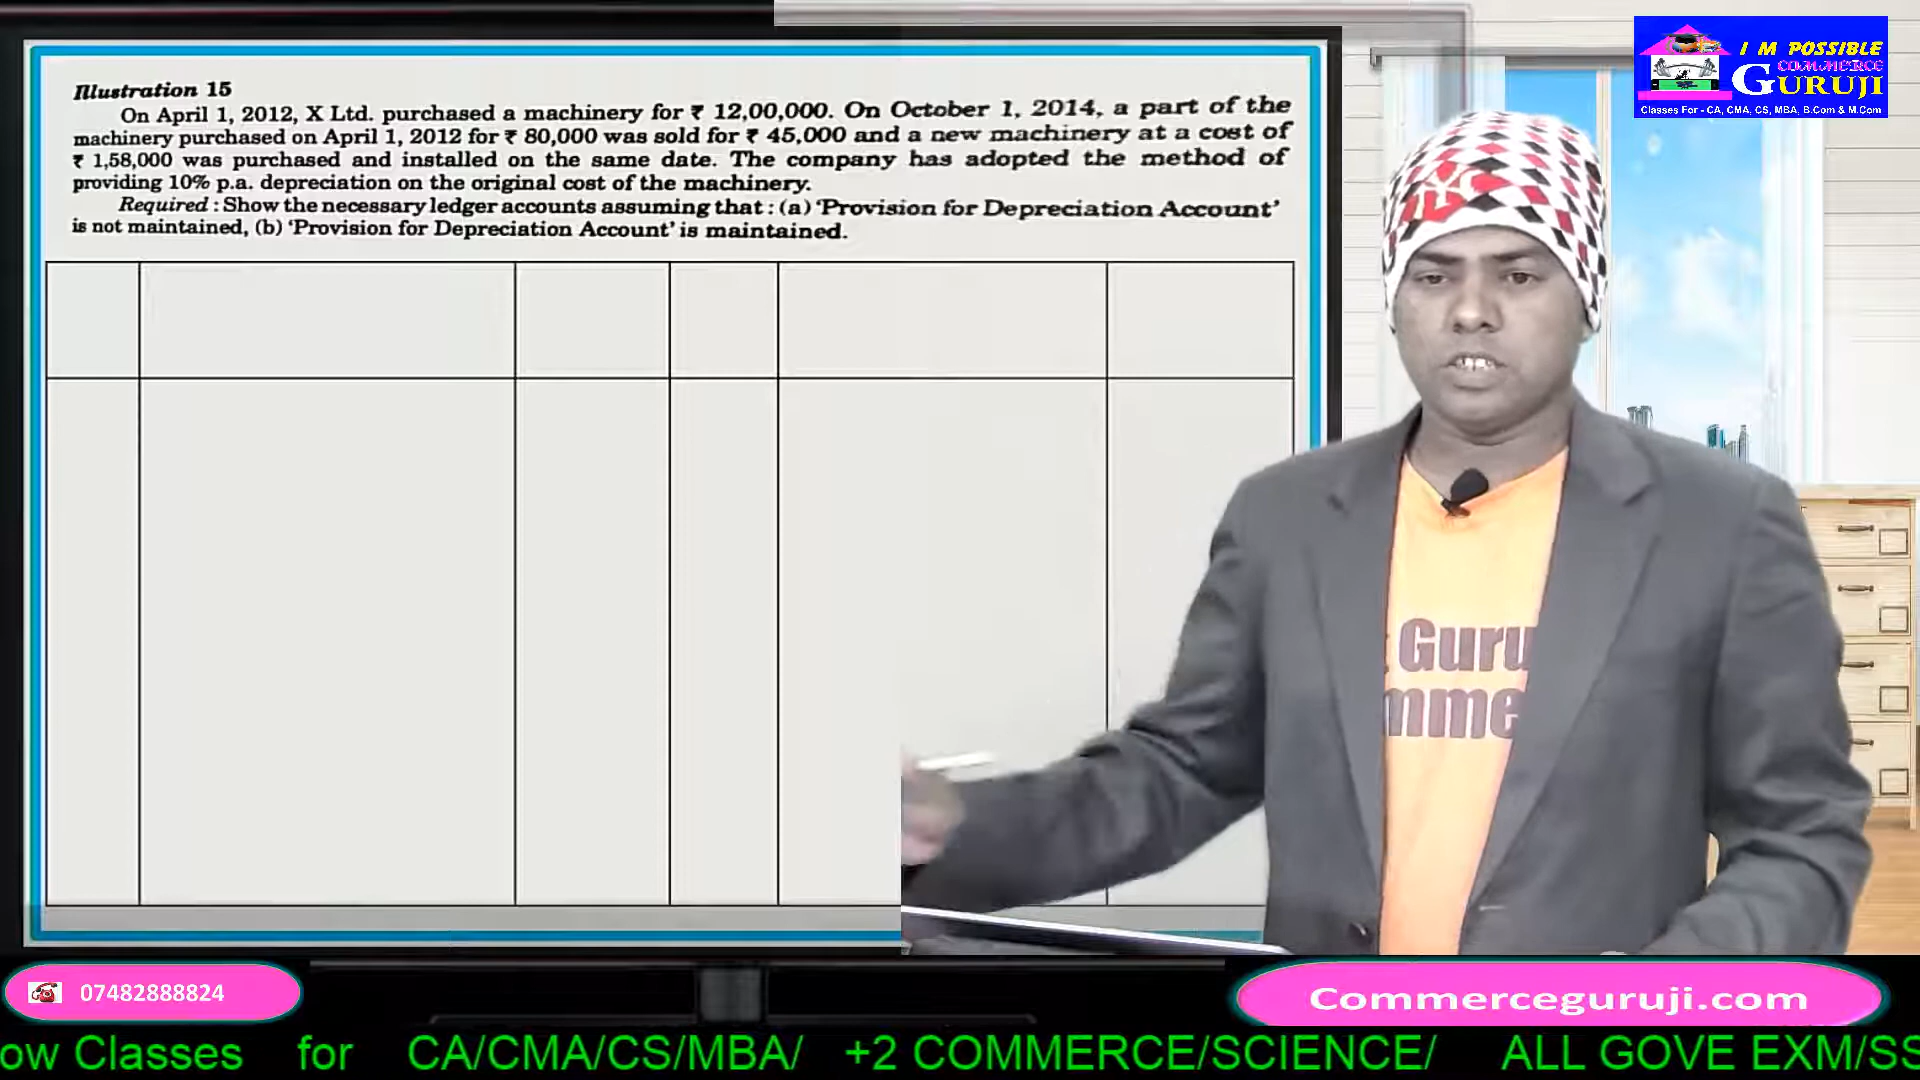 Illustration 15
On April 1, 2012, X Ltd. purchased a machinery for ₹ 12,00,000. On October 1, 2014, a part of the
machinery purchased on April 1, 2012 for ₹ 80,000 was sold for ₹ 45,000 and a new machinery at a cost of
₹ 1,58,000 was purchased and installed on the same date. The company has adopted the method of
providing 10% p.a. depreciation on the original cost of the machinery.
Required : Show the necessary ledger accounts assuming that : (a) ‘Provision for Depreciation Account’
is not maintained, (b) ‘Provision for Depreciation Account’ is maintained.
I M POSSIBLE
COMMERCE
GURUJI
Classes For - CA, CMA, CS, MBA, B.Com & M.Com
Guru
mme
07482888824
Commerceguruji.com
ow Classes for CA/CMA/CS/MBA/ +2 COMMERCE/SCIENCE/ ALL GOVE EXM/SS